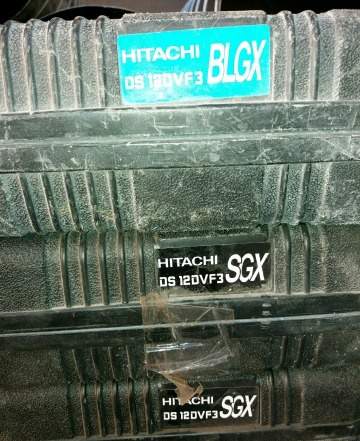 HITACHI BLGX
DS 12DVF3
HITACHI SGX
DS 12DVF3
HITACHI SGX
DS 12DVF3